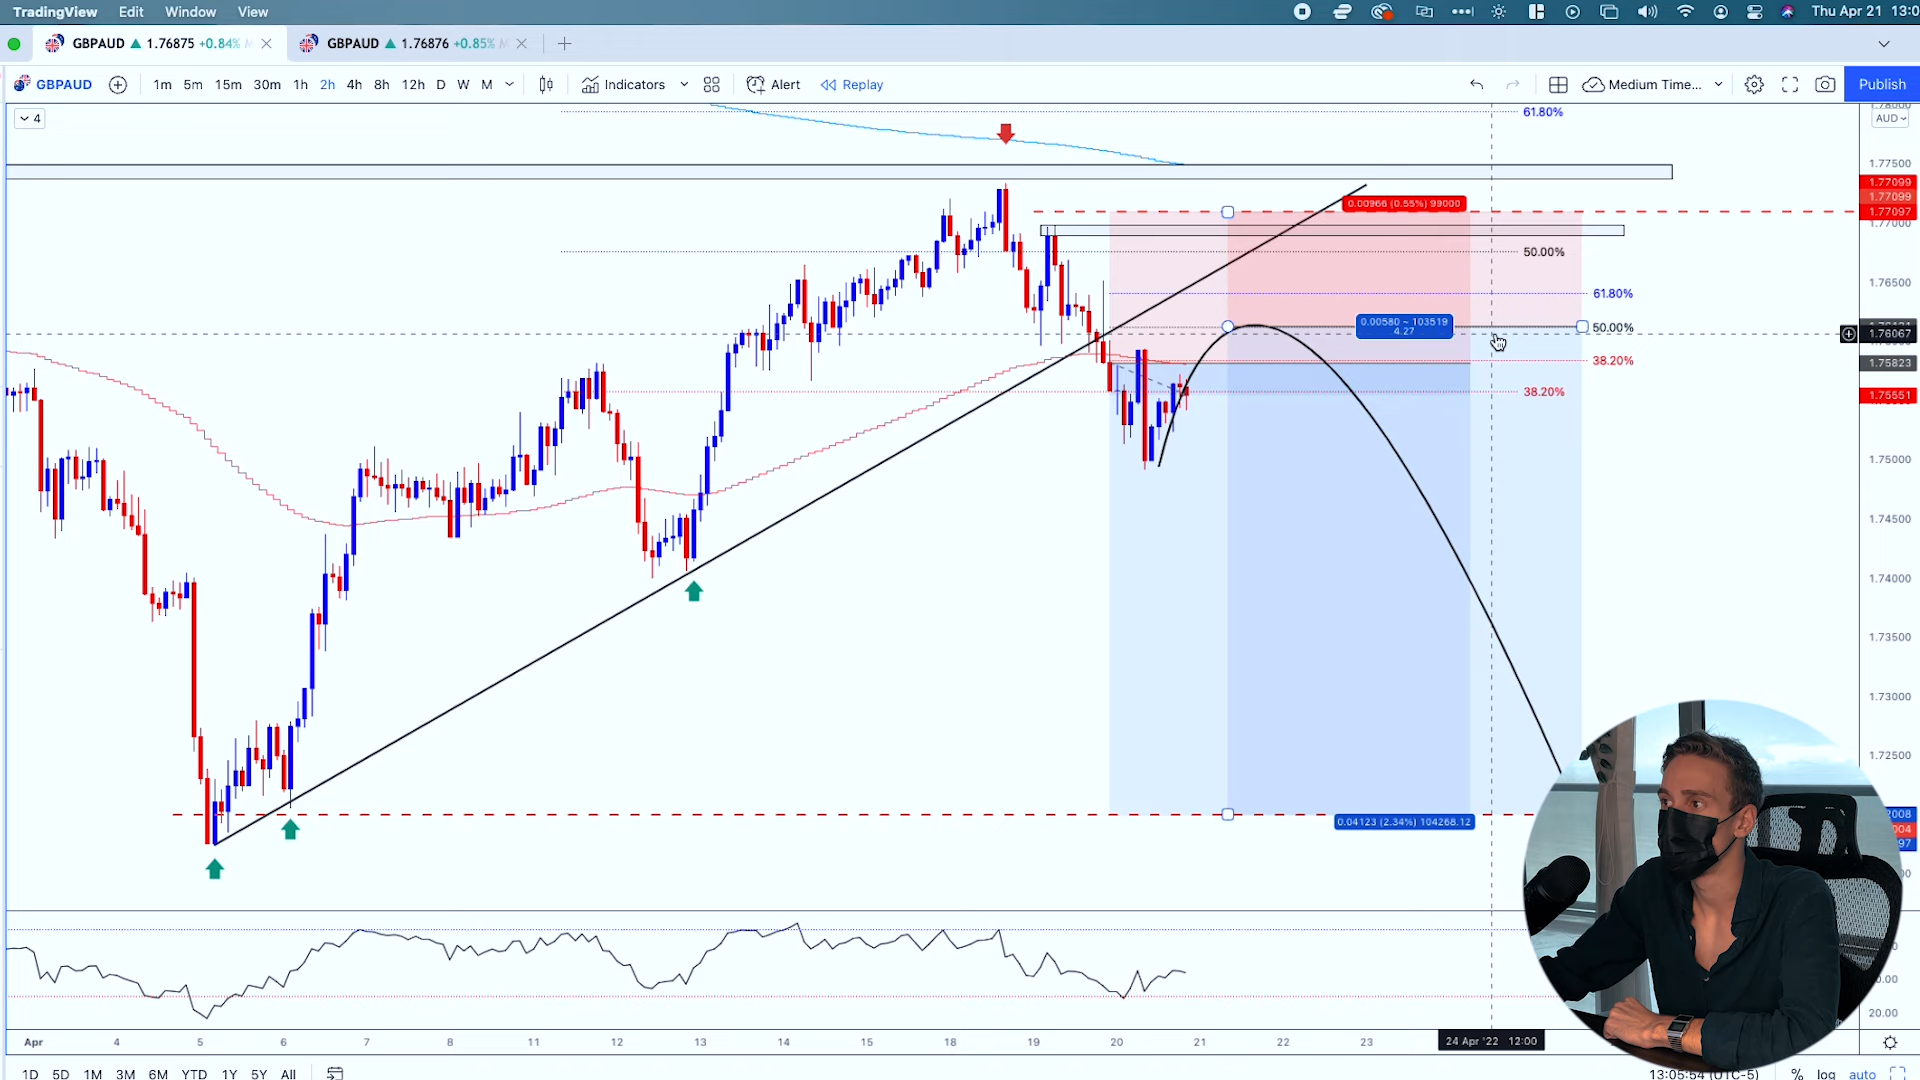 TradingView Edit Window View
Thu Apr 21 13:0
GBPAUD ▲ 1.76875 +0.84%
GBPAUD ▲ 1.76876 +0.85%
GBPAUD 1m 5m 15m 30m 1h 2h 4h 8h 12h D W M Indicators Alert Replay Medium Time... Publish
4
61.80%
AUD
1.77500
1.77099
0.00966 (0.55%) 99000
1.77099
1.77097
1.77000
50.00%
1.76500
61.80%
0.00580 ~ 103519
4.27
50.00%
1.76067
38.20%
1.75823
38.20%
1.75551
1.75000
1.74500
1.74000
1.73500
1.73000
1.72500
0.04123 (2.34%) 104268.12
20.00
Apr 4 5 6 7 8 11 12 13 14 15 18 19 20 21 22 23 24 Apr '22 12:00
1D 5D 1M 3M 6M YTD 1Y 5Y All 13:05:54 (UTC-5) % log auto